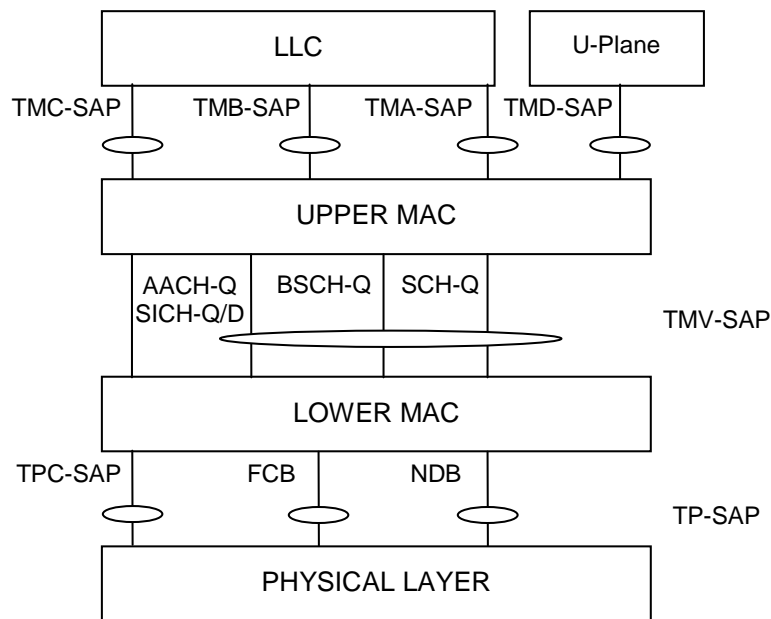 LLC
U-Plane
TMC-SAP
TMB-SAP
TMA-SAP
TMD-SAP
UPPER MAC
AACH-Q
SICH-Q/D
BSCH-Q
SCH-Q
TMV-SAP
LOWER MAC
TPC-SAP
FCB
NDB
TP-SAP
PHYSICAL LAYER